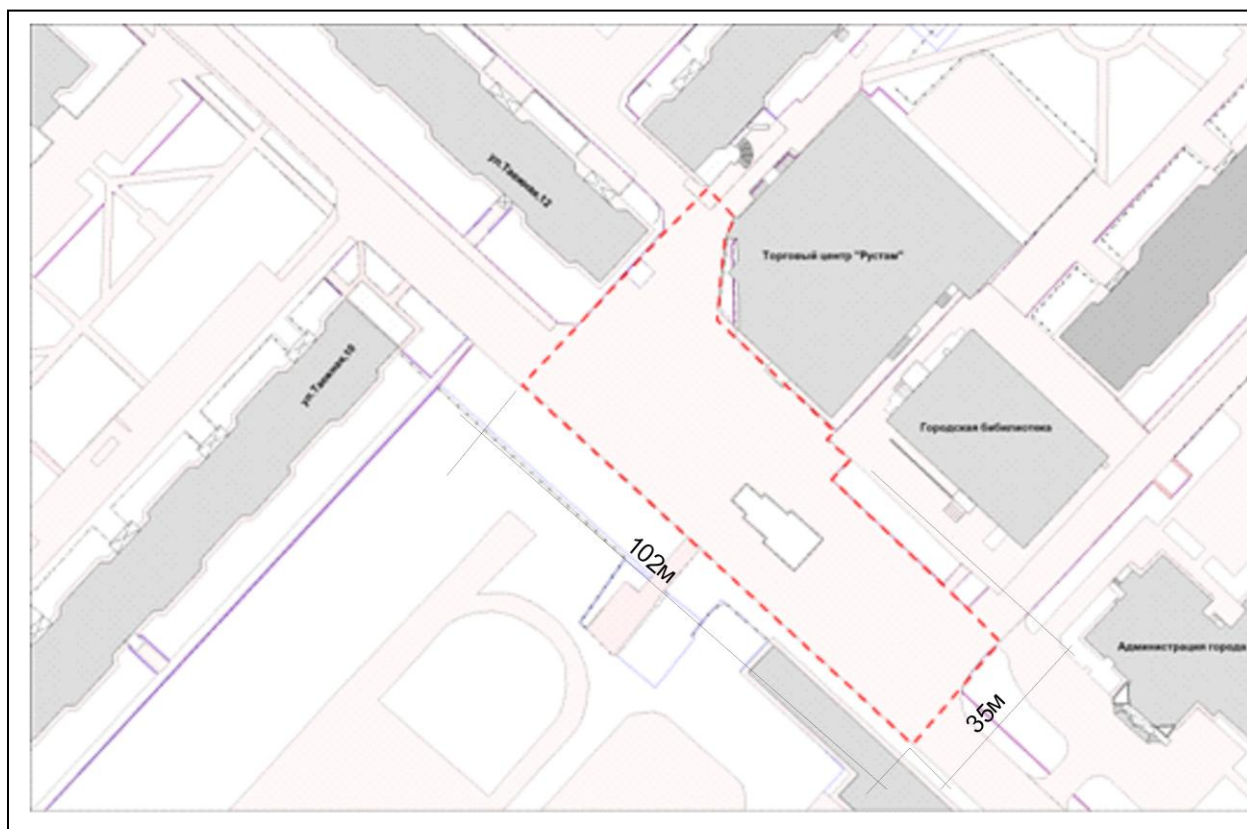 ул.Таежная,12
Торговый центр "Рустам"
ул.Таежная,10
Городская бибилиотека
102м
Администрация города
35м